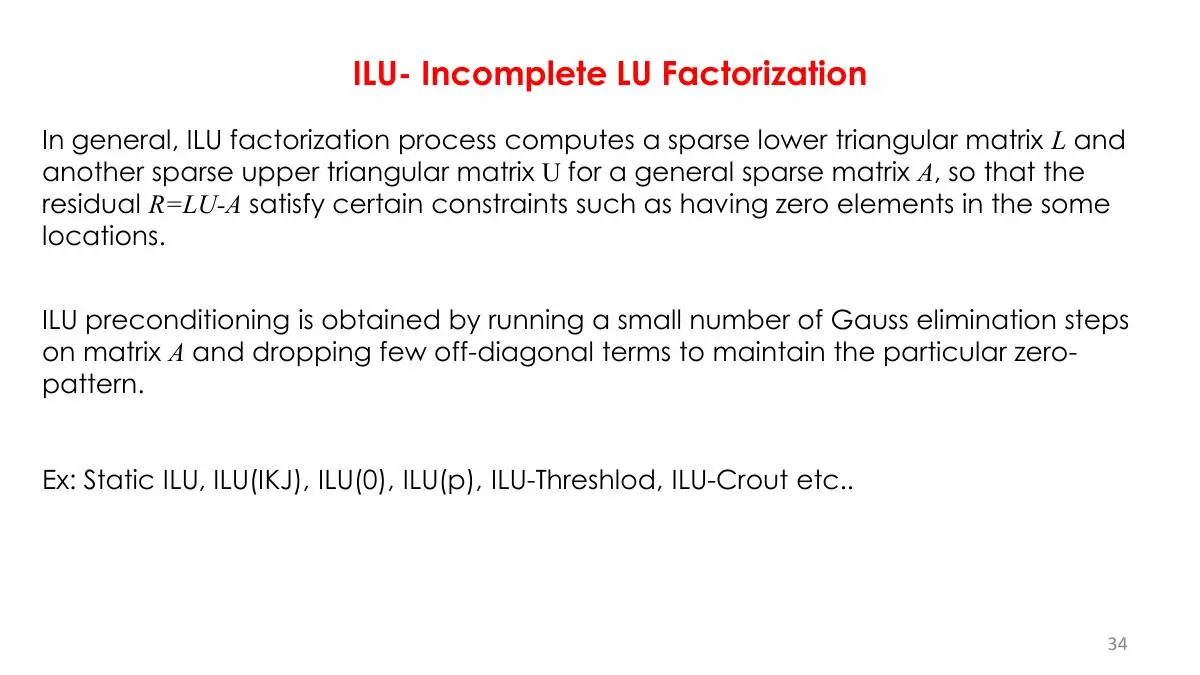 ILU- Incomplete LU Factorization
In general, ILU factorization process computes a sparse lower triangular matrix L and
another sparse upper triangular matrix U for a general sparse matrix A, so that the
residual R=LU-A satisfy certain constraints such as having zero elements in the some
locations.
ILU preconditioning is obtained by running a small number of Gauss elimination steps
on matrix A and dropping few off-diagonal terms to maintain the particular zero-
pattern.
Ex: Static ILU, ILU(IKJ), ILU(0), ILU(p), ILU-Threshlod, ILU-Crout etc..
34